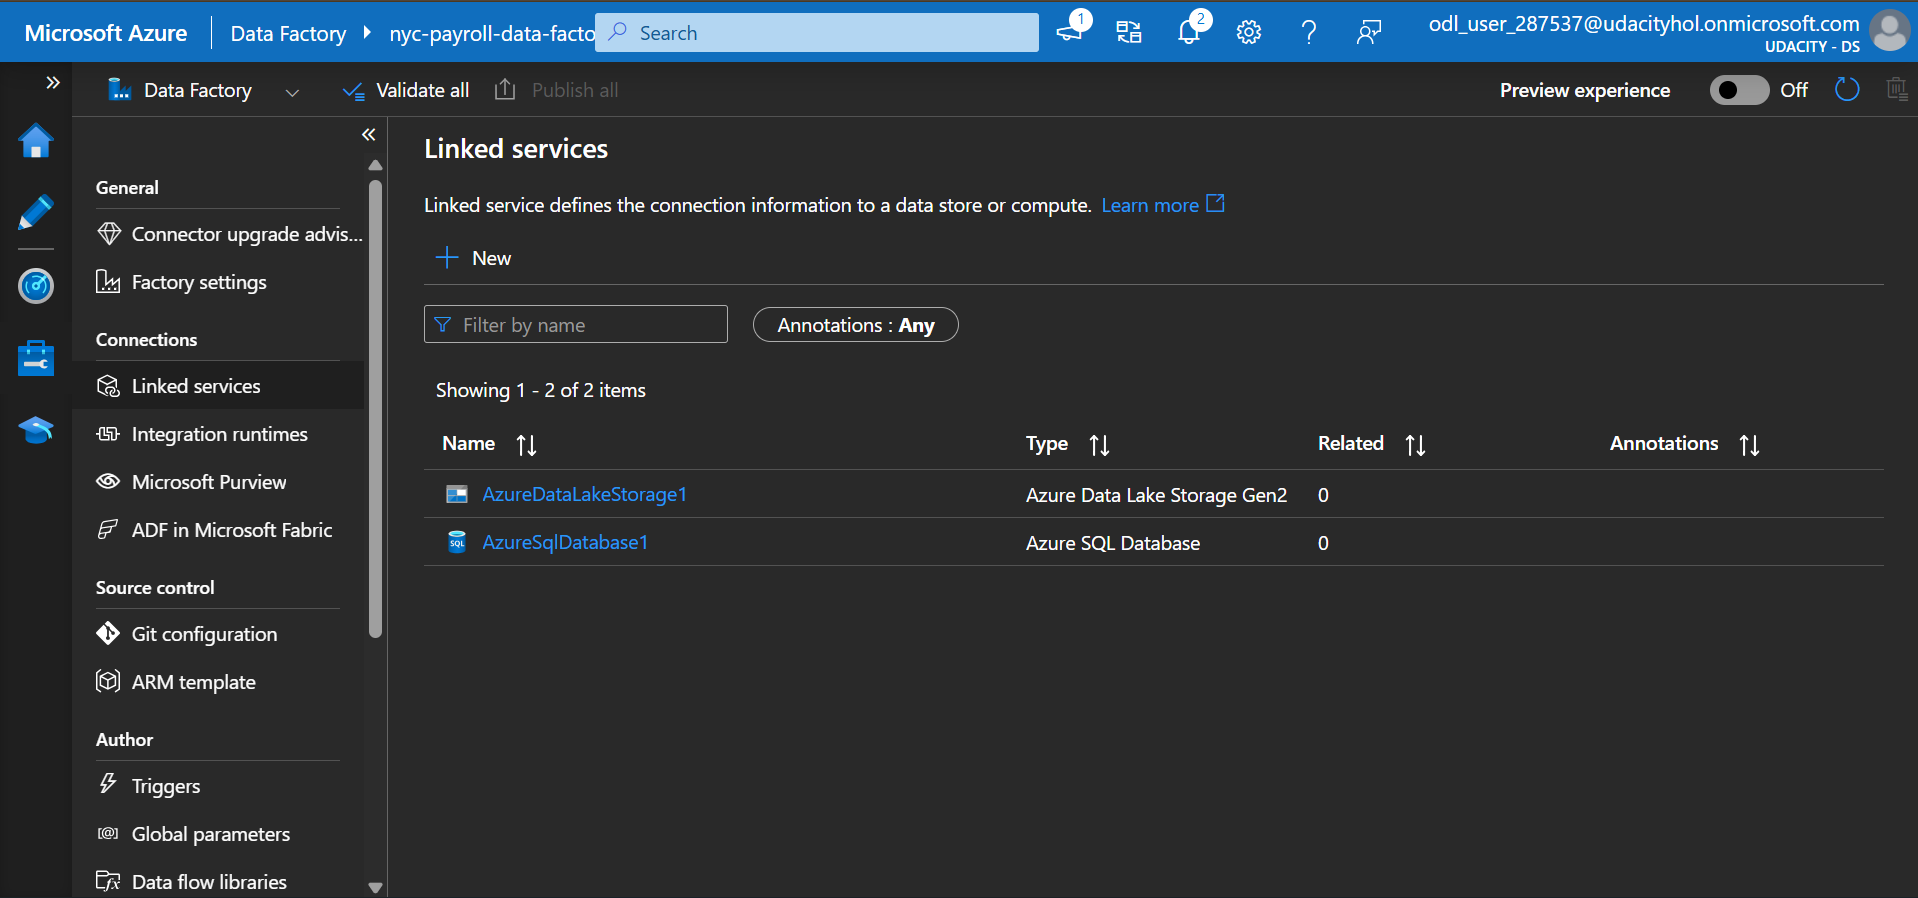 Microsoft Azure
Data Factory
nyc-payroll-data-facto
Search
1
2
odl_user_287537@udacityhol.onmicrosoft.com
UDACITY - DS
Data Factory
Validate all
Publish all
Preview experience
Off
General
Connector upgrade advis...
Factory settings
Connections
Linked services
Integration runtimes
Microsoft Purview
ADF in Microsoft Fabric
Source control
Git configuration
ARM template
Author
Triggers
Global parameters
Data flow libraries
Linked services
Linked service defines the connection information to a data store or compute. Learn more
New
Filter by name
Annotations : Any
Showing 1 - 2 of 2 items
Name Type Related Annotations
AzureDataLakeStorage1 Azure Data Lake Storage Gen2 0
SQL AzureSqlDatabase1 Azure SQL Database 0